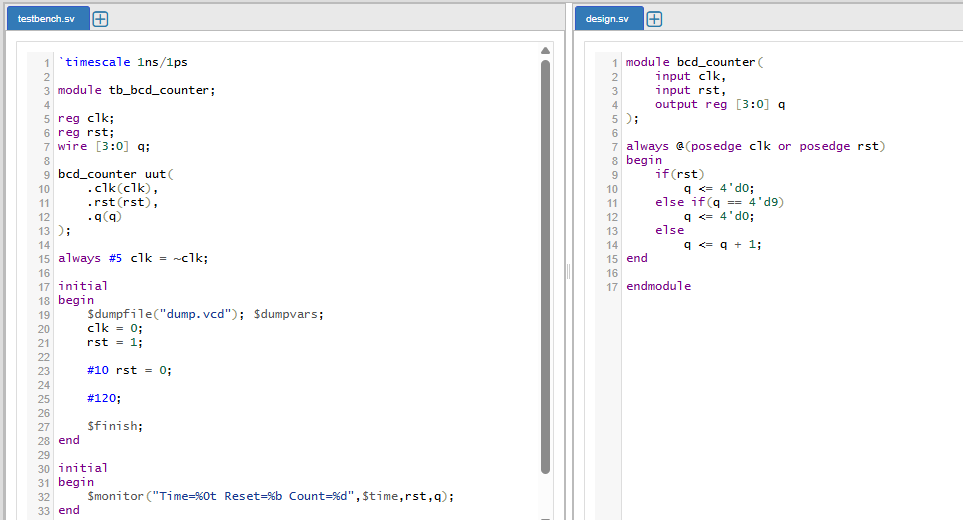 testbench.sv
1 `timescale 1ns/1ps
2
3 module tb_bcd_counter;
4
5 reg clk;
6 reg rst;
7 wire [3:0] q;
8
9 bcd_counter uut(
10     .clk(clk),
11     .rst(rst),
12     .q(q)
13 );
14
15 always #5 clk = ~clk;
16
17 initial
18 begin
19     $dumpfile("dump.vcd"); $dumpvars;
20     clk = 0;
21     rst = 1;
22
23     #10 rst = 0;
24
25     #120;
26
27     $finish;
28 end
29
30 initial
31 begin
32     $monitor("Time=%0t Reset=%b Count=%d",$time,rst,q);
33 end
design.sv
1 module bcd_counter(
2     input clk,
3     input rst,
4     output reg [3:0] q
5 );
6
7 always @(posedge clk or posedge rst)
8 begin
9     if(rst)
10         q <= 4'd0;
11     else if(q == 4'd9)
12         q <= 4'd0;
13     else
14         q <= q + 1;
15 end
16
17 endmodule